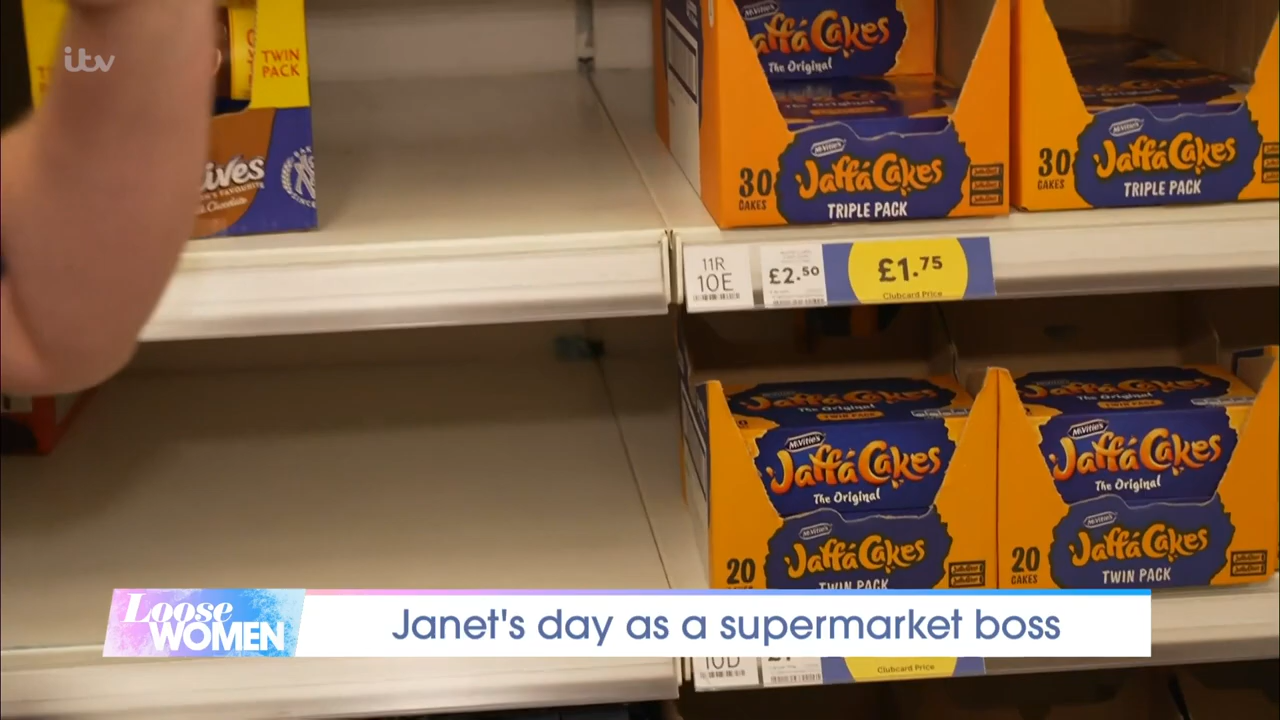 itv
TWIN
PACK
Jaffa Cakes
The Original
McVitie's
Jaffa Cakes
TRIPLE PACK
30
CAKES
McVitie's
Jaffa Cakes
TRIPLE PACK
30
CAKES
11R
10E
£2.50
£1.75
Clubcard Price
McVitie's
Jaffa Cakes
The Original
McVitie's
Jaffa Cakes
TWIN PACK
20
CAKES
McVitie's
Jaffa Cakes
The Original
McVitie's
Jaffa Cakes
TWIN PACK
20
CAKES
Loose
WOMEN
Janet's day as a supermarket boss
10D
Clubcard Price